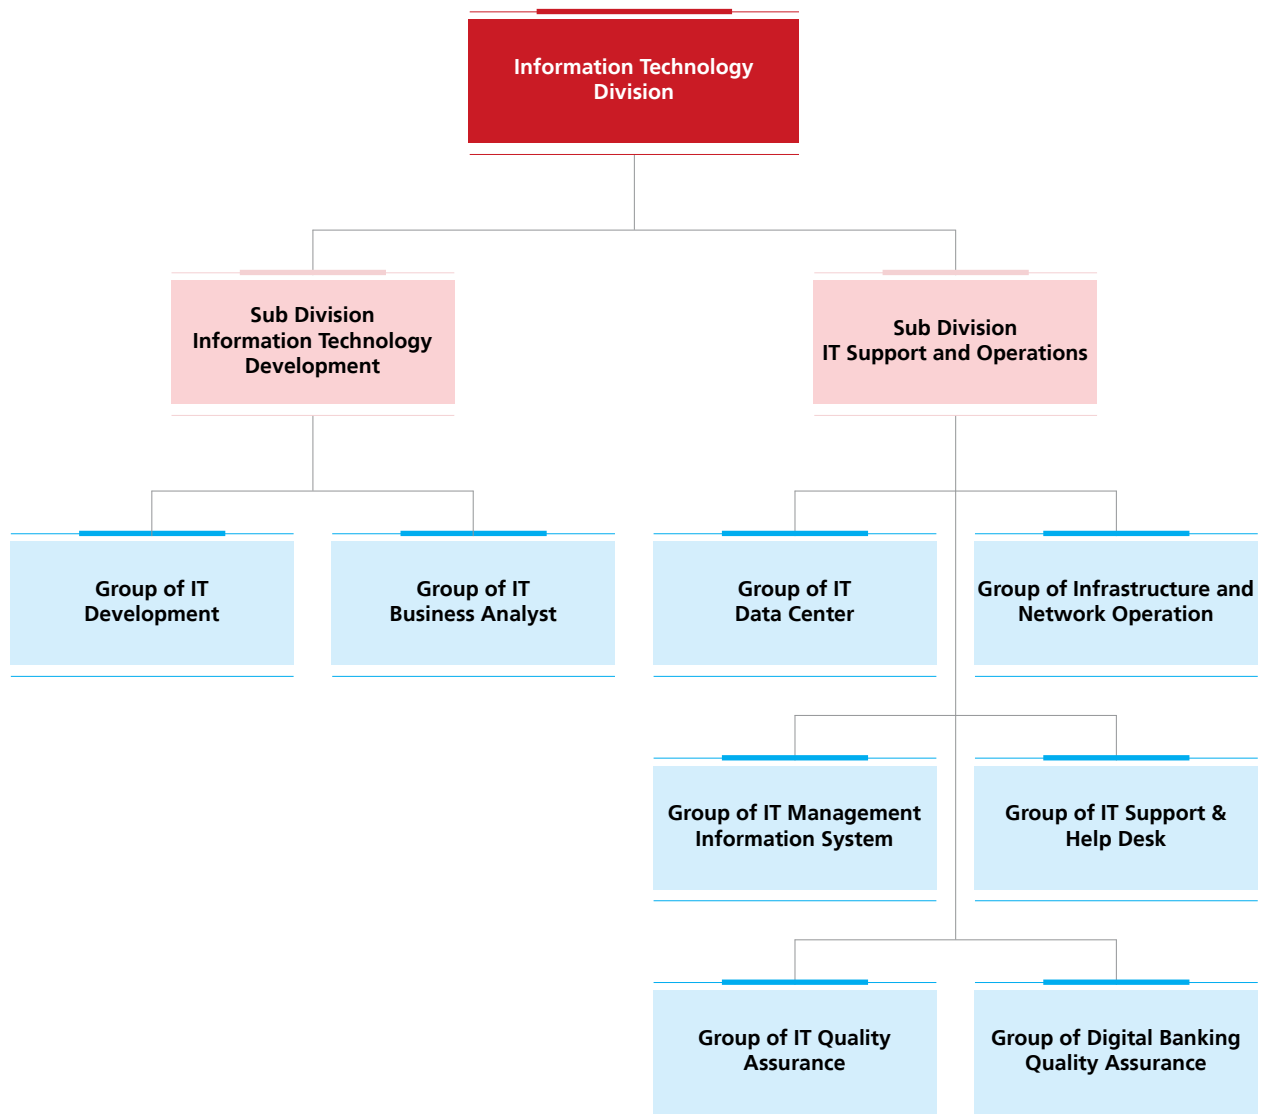 Information Technology
Division
Sub Division
Information Technology
Development
Sub Division
IT Support and Operations
Group of IT
Development
Group of IT
Business Analyst
Group of IT
Data Center
Group of Infrastructure and
Network Operation
Group of IT Management
Information System
Group of IT Support &
Help Desk
Group of IT Quality
Assurance
Group of Digital Banking
Quality Assurance